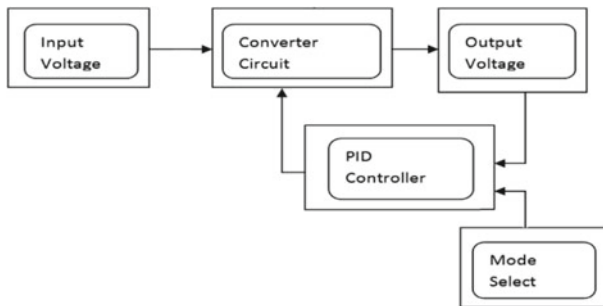 Input
Voltage
Converter
Circuit
Output
Voltage
PID
Controller
Mode
Select